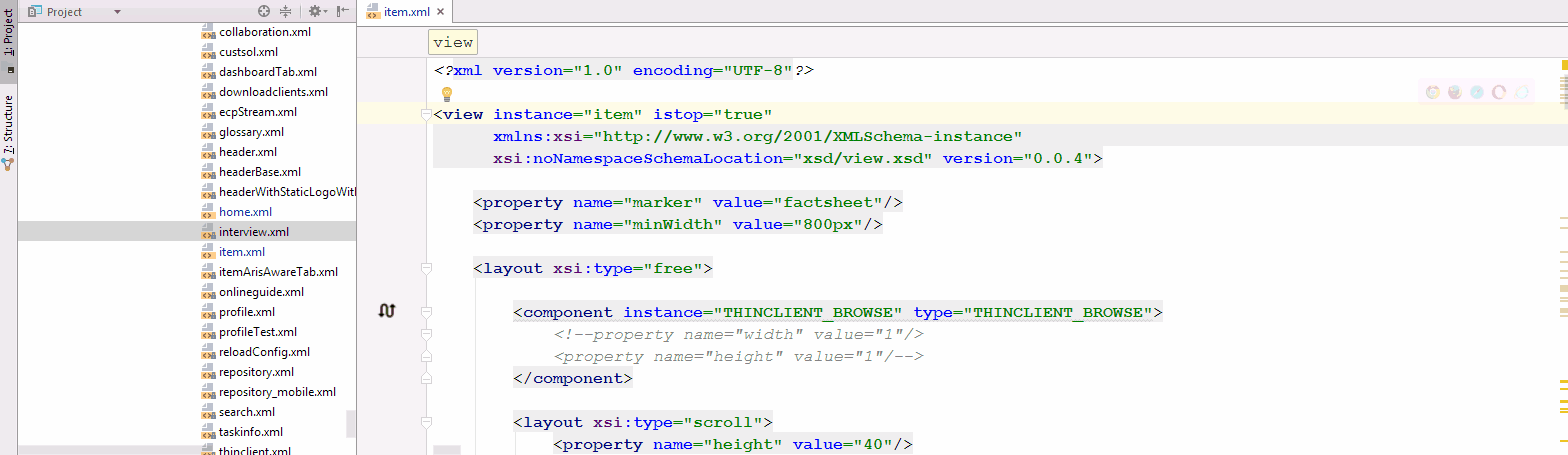 1: Project
7: Structure
Project
collaboration.xml
custsol.xml
dashboardTab.xml
downloadclients.xml
ecpStream.xml
glossary.xml
header.xml
headerBase.xml
headerWithStaticLogoWith
home.xml
interview.xml
item.xml
itemArisAwareTab.xml
onlineguide.xml
profile.xml
profileTest.xml
reloadConfig.xml
repository.xml
repository_mobile.xml
search.xml
taskinfo.xml
thinclient.xml
item.xml
view
<?xml version="1.0" encoding="UTF-8"?>
<view instance="item" istop="true"
xmlns:xsi="http://www.w3.org/2001/XMLSchema-instance"
xsi:noNamespaceSchemaLocation="xsd/view.xsd" version="0.0.4">
<property name="marker" value="factsheet"/>
<property name="minWidth" value="800px"/>
<layout xsi:type="free">
<component instance="THINCLIENT_BROWSE" type="THINCLIENT_BROWSE">
<!--property name="width" value="1"/>
<property name="height" value="1"/-->
</component>
<layout xsi:type="scroll">
<property name="height" value="40"/>